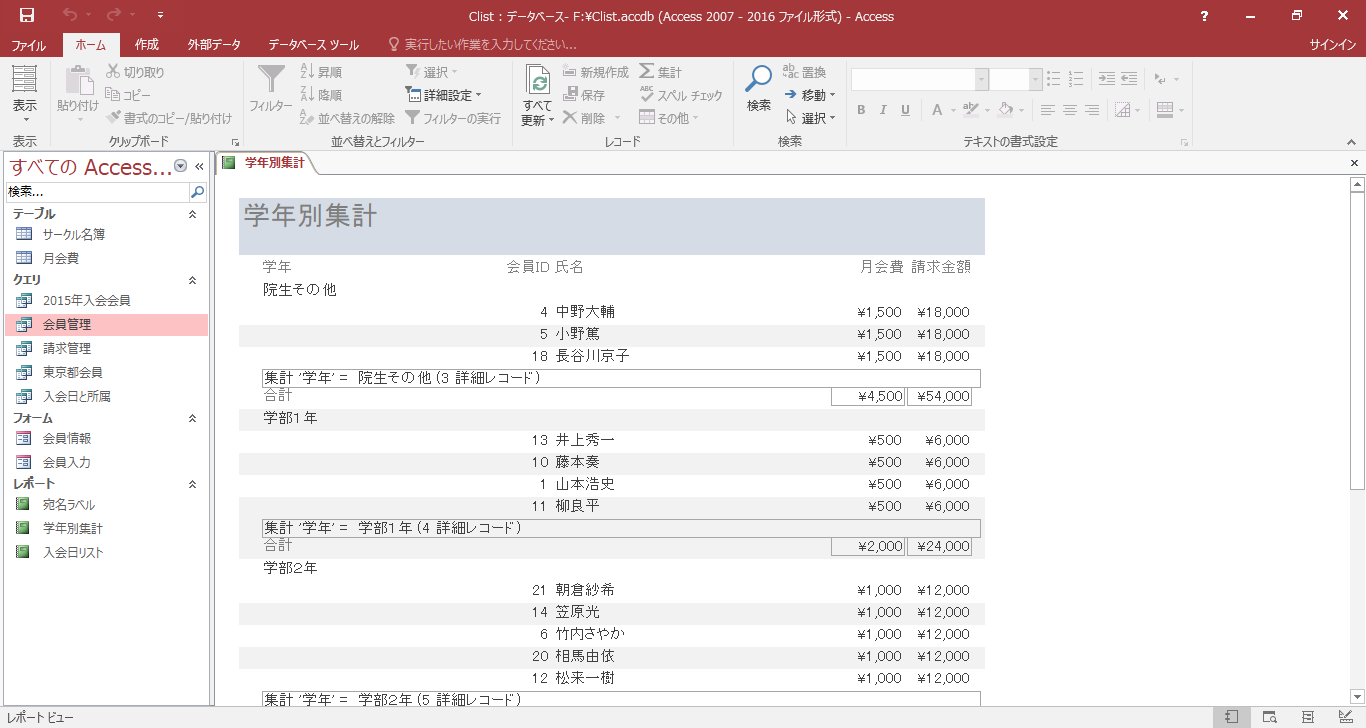 Clist : データベース- F:¥Clist.accdb (Access 2007 - 2016 ファイル形式) - Access
?
ファイル ホーム 作成 外部データ データベース ツール 実行したい作業を入力してください... サインイン
表示
表示
貼り付け
切り取り
コピー
書式のコピー/貼り付け
クリップボード
フィルター
昇順
降順
並べ替えの解除
選択
詳細設定
フィルターの実行
並べ替えとフィルター
すべて
更新
新規作成
保存
削除
集計
スペル チェック
その他
レコード
検索
置換
移動
選択
検索
B I U A
テキストの書式設定
すべての Access...
検索...
テーブル
サークル名簿
月会費
クエリ
2015年入会会員
会員管理
請求管理
東京都会員
入会日と所属
フォーム
会員情報
会員入力
レポート
宛名ラベル
学年別集計
入会日リスト
学年別集計
学年別集計
学年 会員ID 氏名 月会費 請求金額
院生その他
4 中野大輔 ¥1,500 ¥18,000
5 小野篤 ¥1,500 ¥18,000
18 長谷川京子 ¥1,500 ¥18,000
集計 '学年' = 院生その他 (3 詳細レコード)
合計 ¥4,500 ¥54,000
学部1年
13 井上秀一 ¥500 ¥6,000
10 藤本奏 ¥500 ¥6,000
1 山本浩史 ¥500 ¥6,000
11 柳良平 ¥500 ¥6,000
集計 '学年' = 学部1年 (4 詳細レコード)
合計 ¥2,000 ¥24,000
学部2年
21 朝倉紗希 ¥1,000 ¥12,000
14 笠原光 ¥1,000 ¥12,000
6 竹内さやか ¥1,000 ¥12,000
20 相馬由依 ¥1,000 ¥12,000
12 松来一樹 ¥1,000 ¥12,000
集計 '学年' = 学部2年 (5 詳細レコード)
レポート ビュー